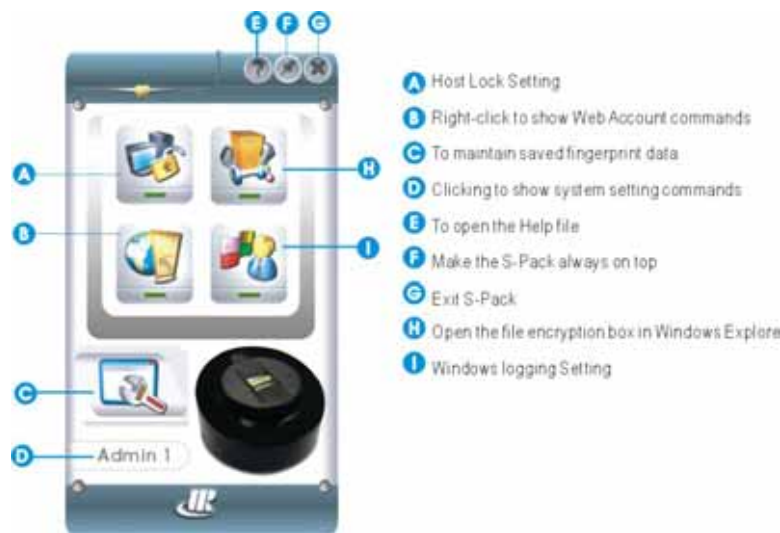 E F G
?
A Host Lock Setting
B Right-click to show Web Account commands
C To maintain saved fingerprint data
D Clicking to show system setting commands
E To open the Help file
F Make the S-Pack always on top
G Exit S-Pack
H Open the file encryption box in Windows Explore
I Windows logging Setting
A
H
B
I
C
D
Admin 1